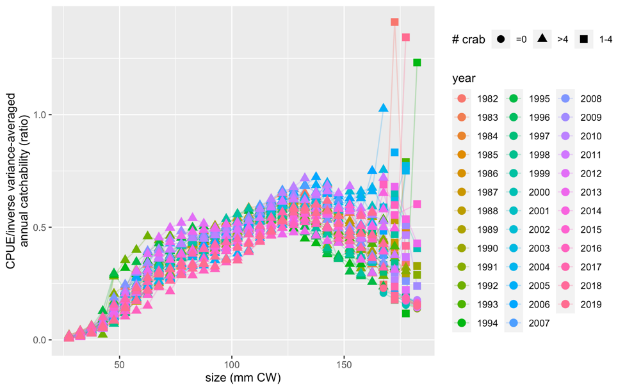 CPUE/inverse variance-averaged
annual catchability (ratio)
1.0
0.5
0.0
50
100
150
size (mm CW)
# crab =0 >4 1-4
year
1982 1995 2008
1983 1996 2009
1984 1997 2010
1985 1998 2011
1986 1999 2012
1987 2000 2013
1988 2001 2014
1989 2002 2015
1990 2003 2016
1991 2004 2017
1992 2005 2018
1993 2006 2019
1994 2007